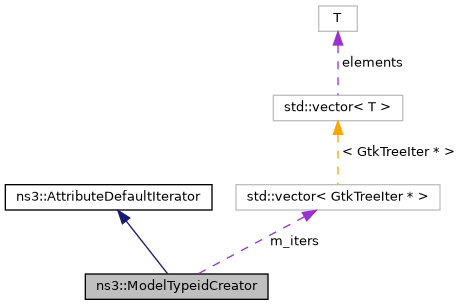 T
elements
std::vector< T >
< GtkTreeIter * >
ns3::AttributeDefaultIterator
std::vector< GtkTreeIter * >
m_iters
ns3::ModelTypeidCreator